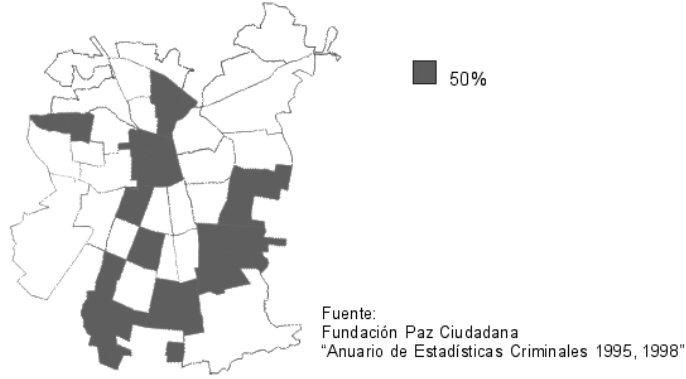 50%
Fuente:
Fundación Paz Ciudadana
"Anuario de Estadísticas Criminales 1995, 1998"